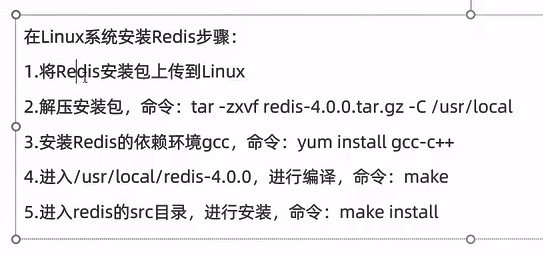 在Linux系统安装Redis步骤：
1.将Redis安装包上传到Linux
2.解压安装包，命令：tar -zxvf redis-4.0.0.tar.gz -C /usr/local
3.安装Redis的依赖环境gcc，命令：yum install gcc-c++
4.进入/usr/local/redis-4.0.0，进行编译，命令：make
5.进入redis的src目录，进行安装，命令：make install